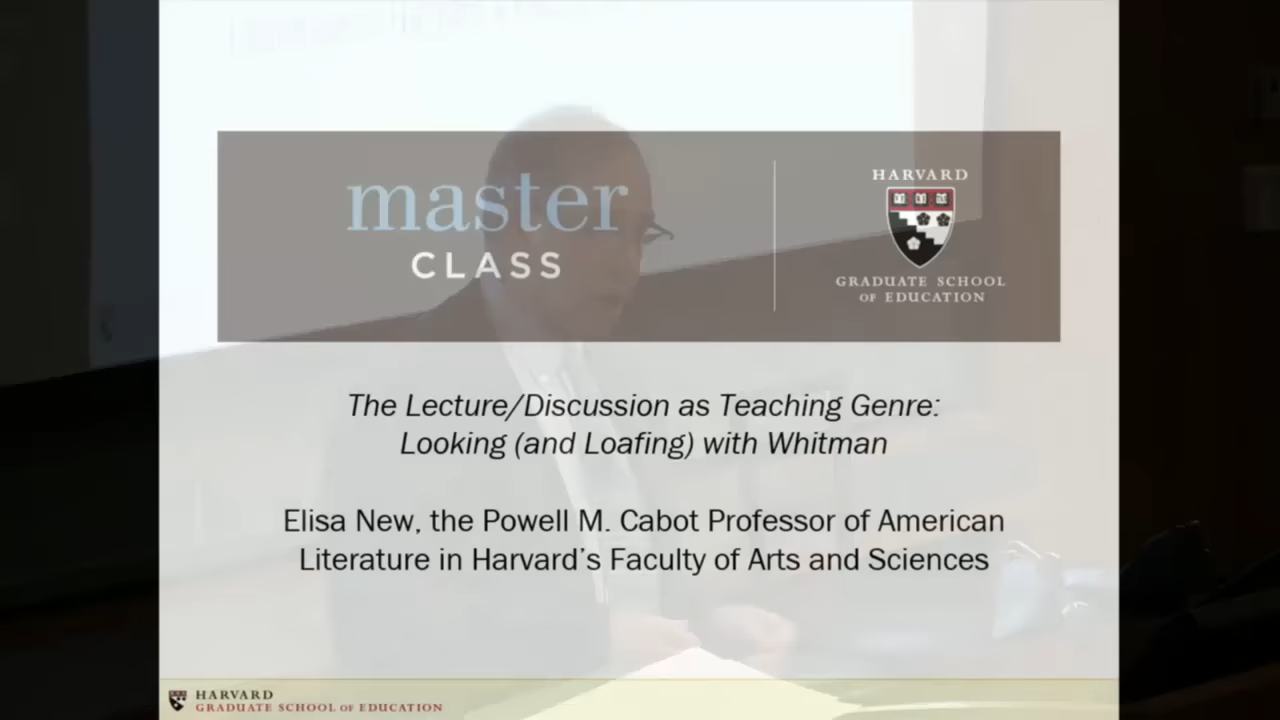 master
CLASS
HARVARD
GRADUATE SCHOOL
OF EDUCATION
The Lecture/Discussion as Teaching Genre:
Looking (and Loafing) with Whitman
Elisa New, the Powell M. Cabot Professor of American
Literature in Harvard's Faculty of Arts and Sciences
HARVARD
GRADUATE SCHOOL OF EDUCATION